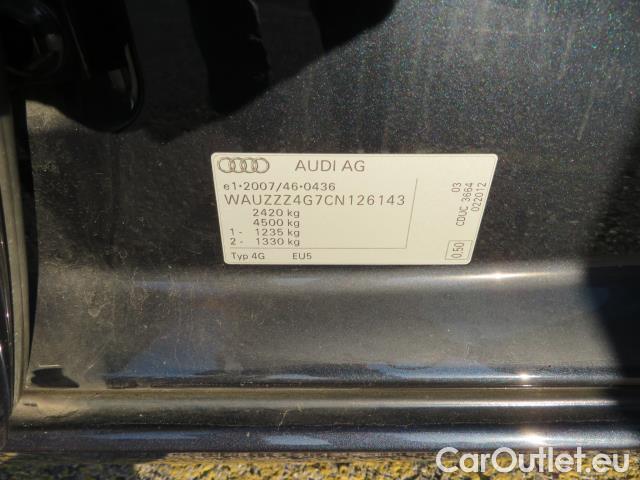 AUDI AG
e1*2007/46*0436
WAUZZZ4G7CN126143
2420 kg
4500 kg
1 - 1235 kg
2 - 1330 kg
Typ 4G EU5
03
CDUC 3664
022012
0.50
CarOutlet.eu